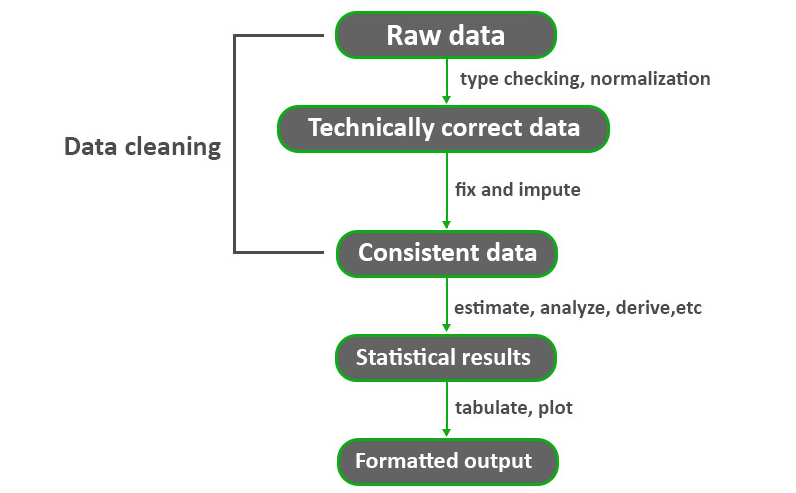 Raw data
type checking, normalization
Technically correct data
Data cleaning
fix and impute
Consistent data
estimate, analyze, derive,etc
Statistical results
tabulate, plot
Formatted output